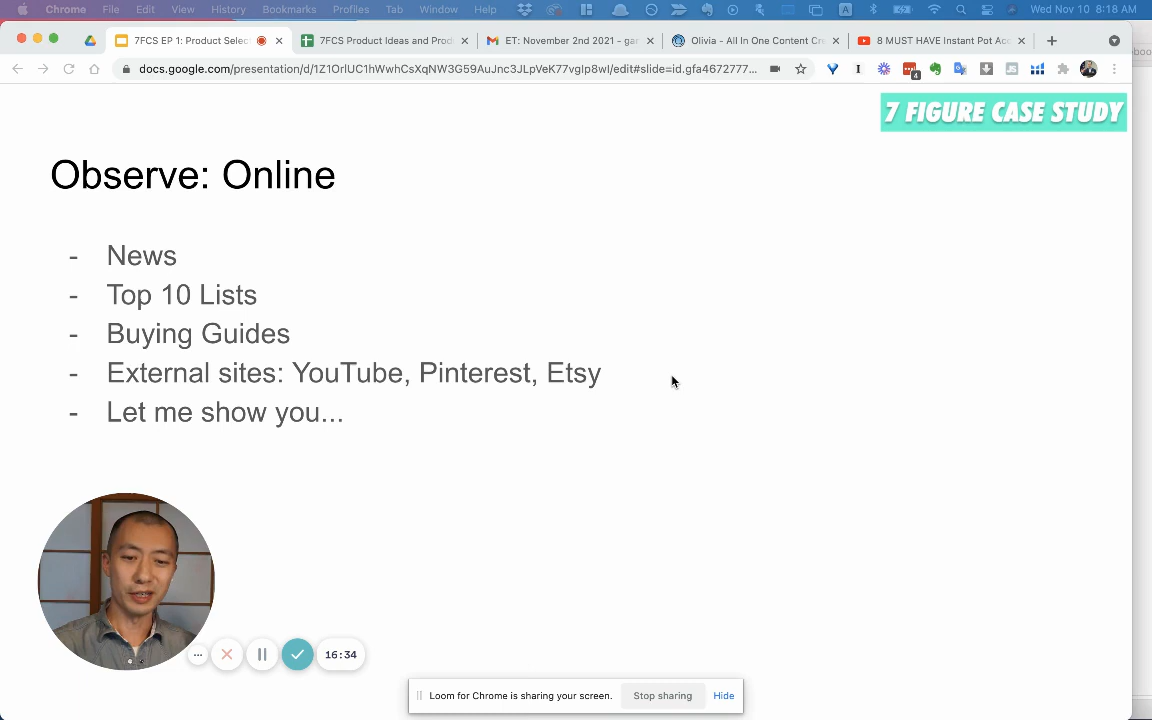 Chrome File Edit View History Bookmarks Profiles Tab Window Help Wed Nov 10 8:18 AM
7FCS EP 1: Product Selec 7FCS Product Ideas and Prod ET: November 2nd 2021 - gar Olivia - All In One Content Cr 8 MUST HAVE Instant Pot Acc
docs.google.com/presentation/d/1Z1OrlUC1hWwhCsXqNW3G59AuJnc3JLpVeK77vgIp8wI/edit#slide=id.gfa4672777...
7 FIGURE CASE STUDY
Observe: Online
- News
- Top 10 Lists
- Buying Guides
- External sites: YouTube, Pinterest, Etsy
- Let me show you...
16:34
Loom for Chrome is sharing your screen. Stop sharing Hide